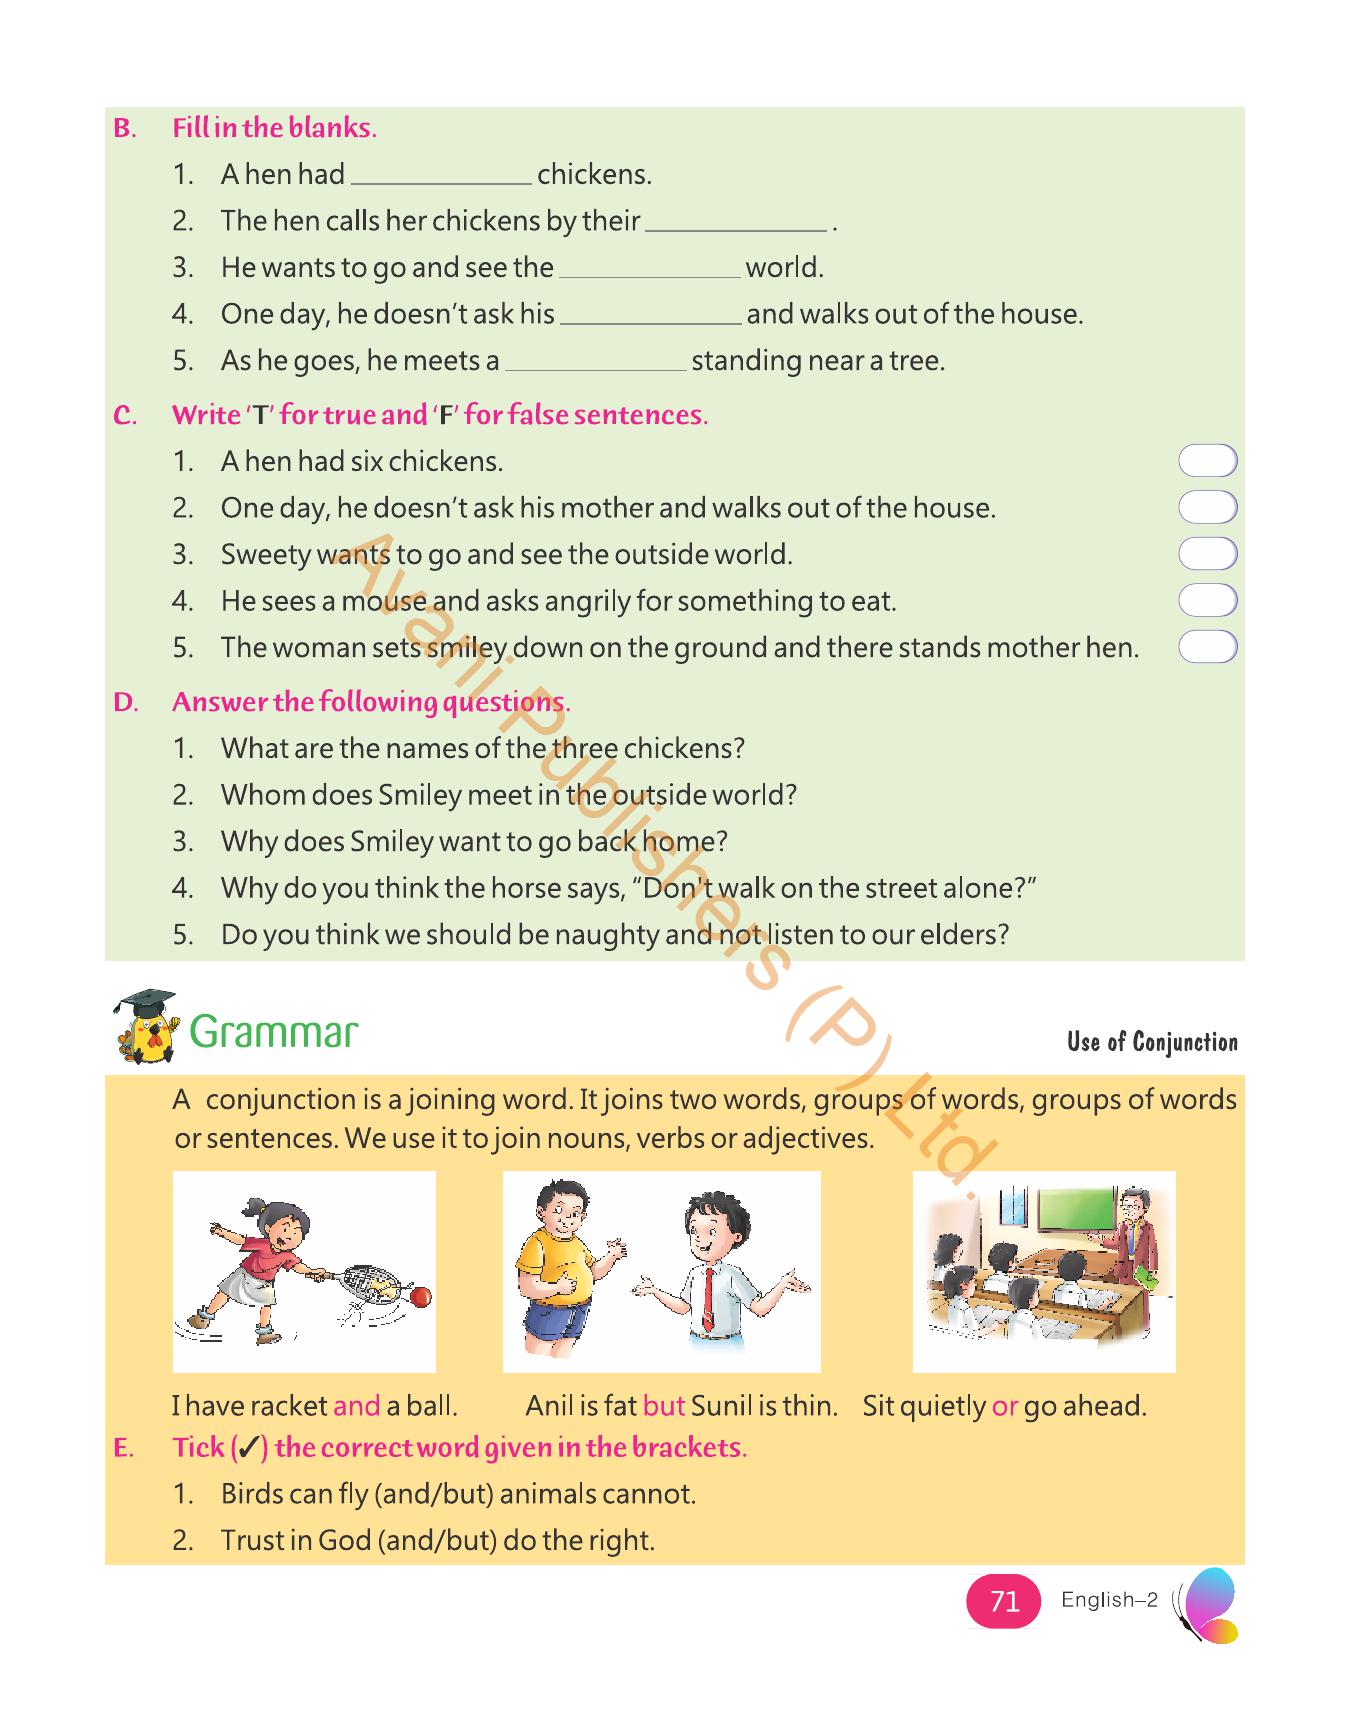 B. Fill in the blanks.
1. A hen had ____________ chickens.
2. The hen calls her chickens by their ____________ .
3. He wants to go and see the ____________ world.
4. One day, he doesn’t ask his ____________ and walks out of the house.
5. As he goes, he meets a ____________ standing near a tree.
C. Write ‘T’ for true and ‘F’ for false sentences.
1. A hen had six chickens.
2. One day, he doesn’t ask his mother and walks out of the house.
3. Sweety wants to go and see the outside world.
4. He sees a mouse and asks angrily for something to eat.
5. The woman sets smiley down on the ground and there stands mother hen.
D. Answer the following questions.
1. What are the names of the three chickens?
2. Whom does Smiley meet in the outside world?
3. Why does Smiley want to go back home?
4. Why do you think the horse says, “Don't walk on the street alone?”
5. Do you think we should be naughty and not listen to our elders?
Avani Publishers (P) Ltd.
Grammar
Use of Conjunction
A conjunction is a joining word. It joins two words, groups of words, groups of words
or sentences. We use it to join nouns, verbs or adjectives.
I have racket and a ball.
Anil is fat but Sunil is thin.
Sit quietly or go ahead.
E. Tick (✓) the correct word given in the brackets.
1. Birds can fly (and/but) animals cannot.
2. Trust in God (and/but) do the right.
71
English–2